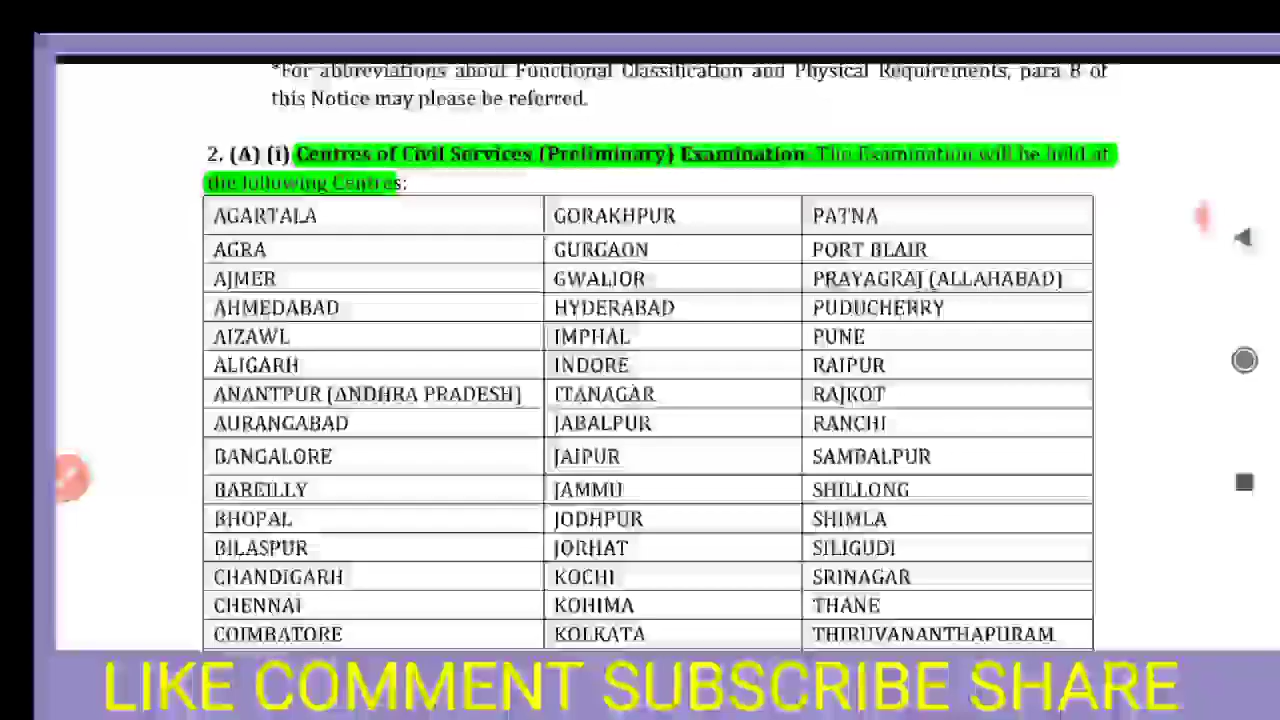 *For abbreviations about Functional Classification and Physical Requirements, para 8 of
this Notice may please be referred.
2. (A) (i) Centres of Civil Services (Preliminary) Examination: The Examination will be held at
the following Centres:
AGARTALA GORAKHPUR PATNA
AGRA GURGAON PORT BLAIR
AJMER GWALIOR PRAYAGRAJ (ALLAHABAD)
AHMEDABAD HYDERABAD PUDUCHERRY
AIZAWL IMPHAL PUNE
ALIGARH INDORE RAIPUR
ANANTPUR (ANDHRA PRADESH) ITANAGAR RAJKOT
AURANGABAD JABALPUR RANCHI
BANGALORE JAIPUR SAMBALPUR
BAREILLY JAMMU SHILLONG
BHOPAL JODHPUR SHIMLA
BILASPUR JORHAT SILIGUDI
CHANDIGARH KOCHI SRINAGAR
CHENNAI KOHIMA THANE
COIMBATORE KOLKATA THIRUVANANTHAPURAM
LIKE COMMENT SUBSCRIBE SHARE